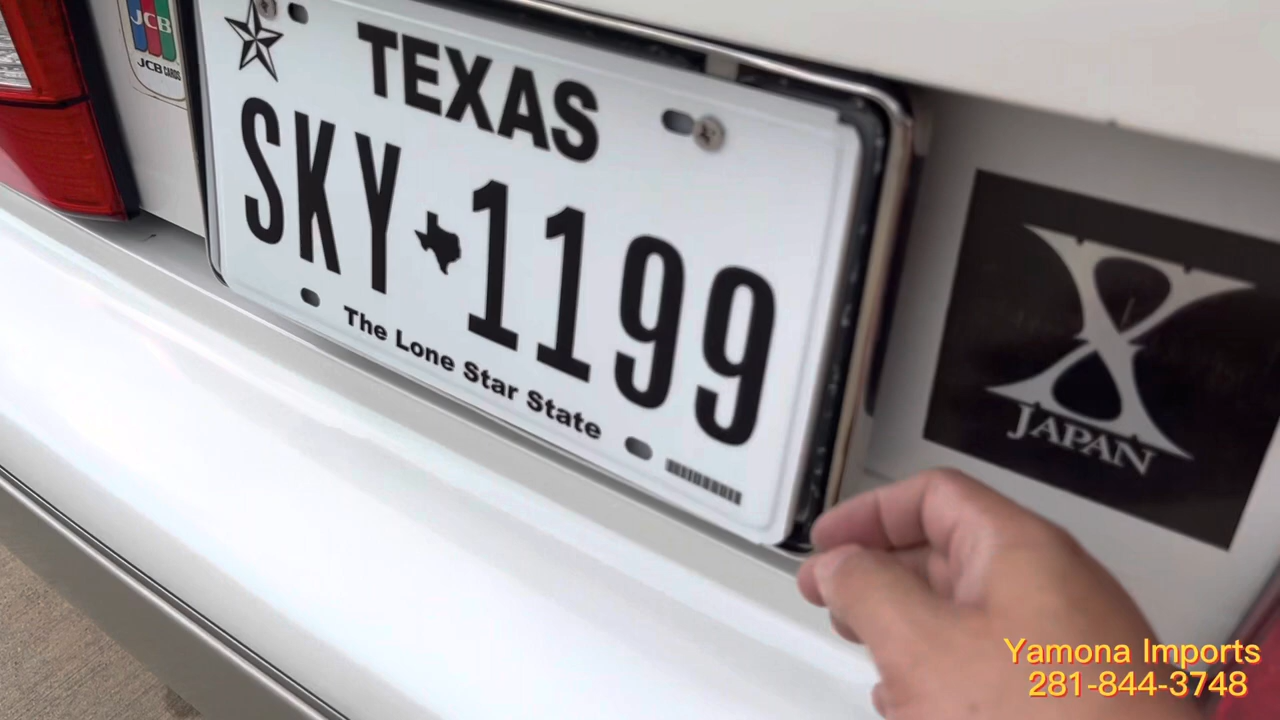 JCB
JCB CARDS
TEXAS
SKY 1199
The Lone Star State
X
JAPAN
Yamona Imports
281-844-3748